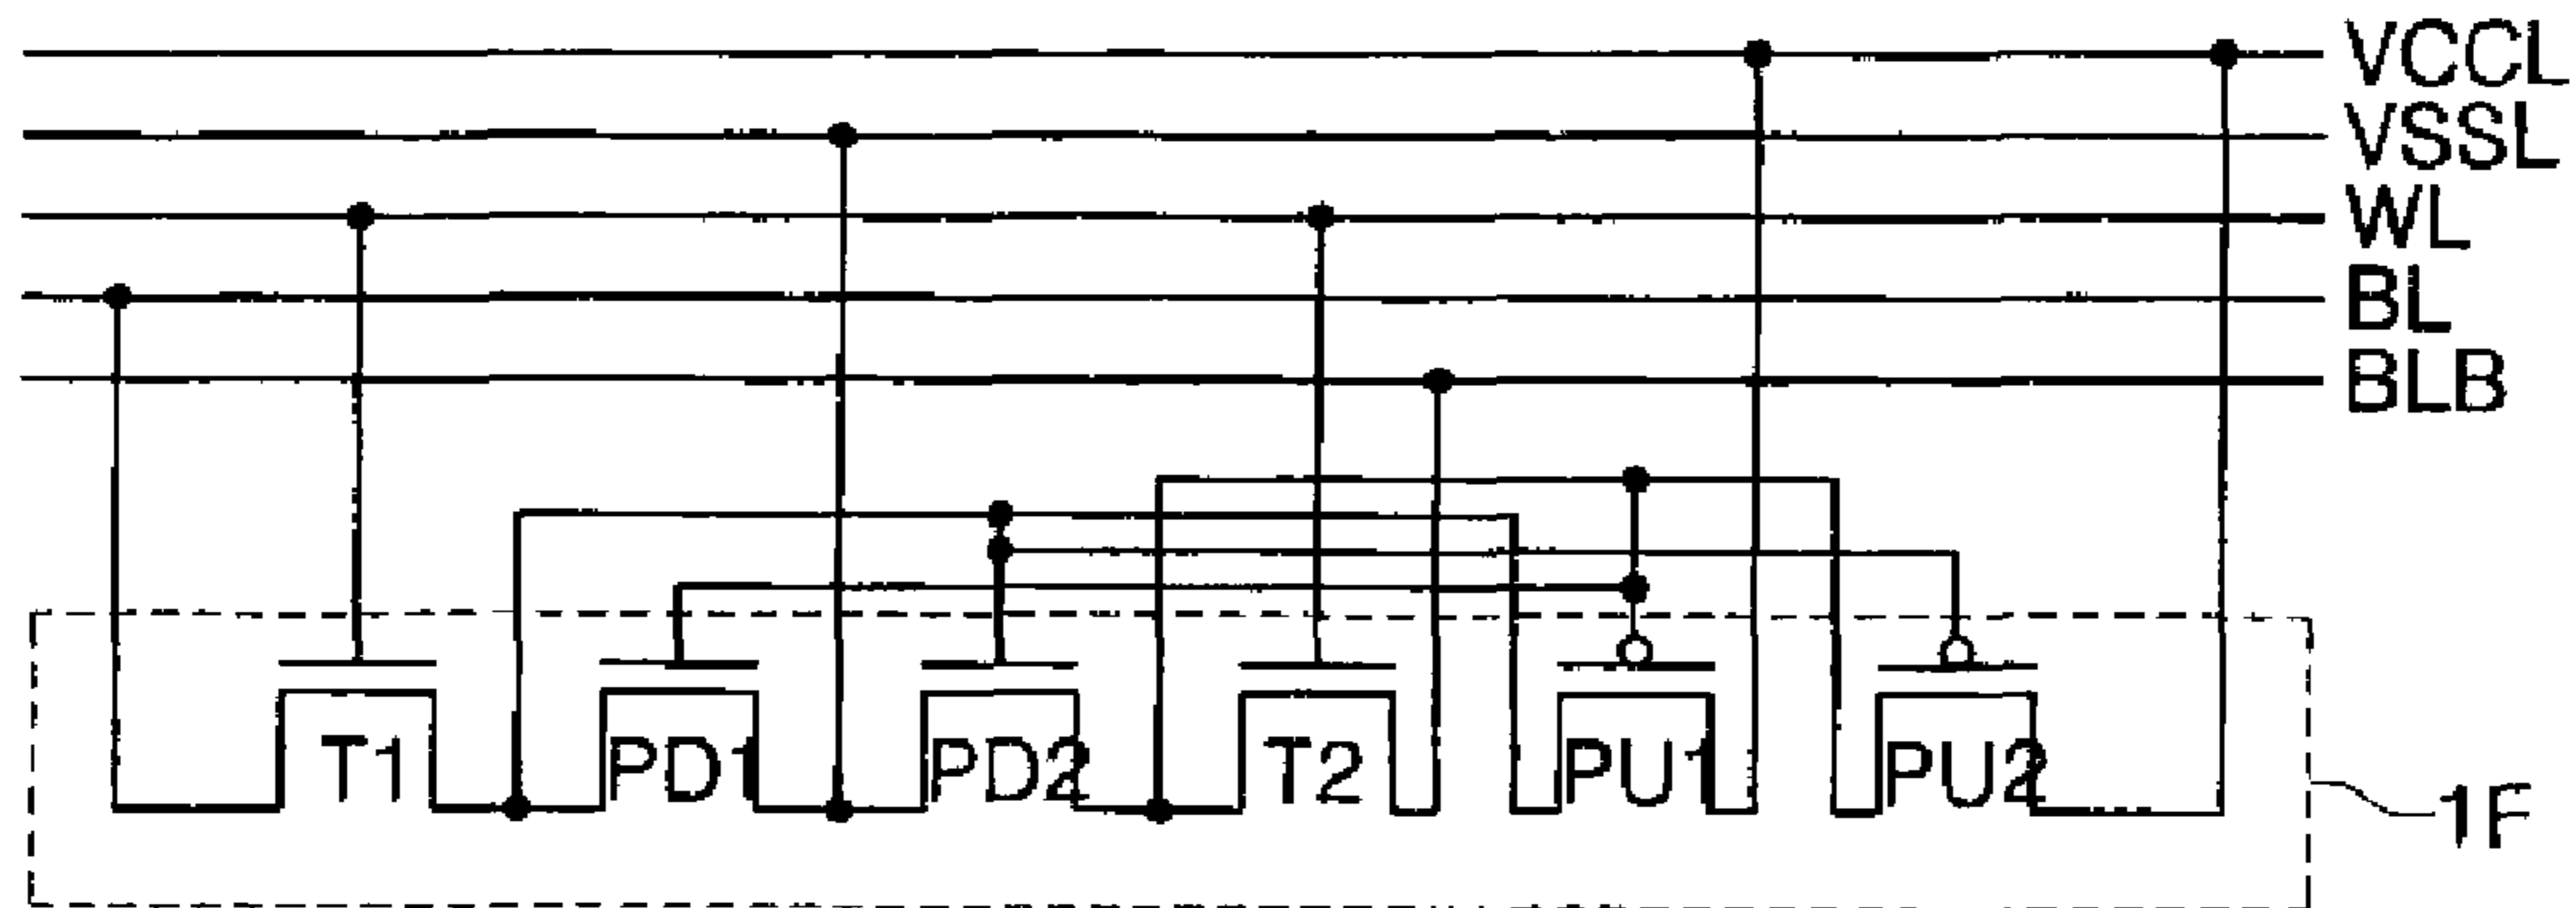 VCCL
VSSL
WL
BL
BLB
T1 PD1 PD2 T2 PU1 PU2
1F